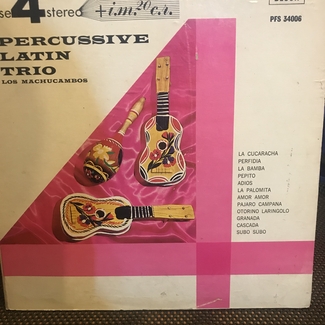 se 4 stereo +i.m.20c.r.
PFS 34006
PERCUSSIVE
LATIN
TRIO
LOS MACHUCAMBOS
LA CUCARACHA
PERFIDIA
LA BAMBA
PEPITO
ADIOS
LA PALOMITA
AMOR AMOR
PAJARO CAMPANA
OTORINO LARINGOLO
GRANADA
CASCADA
SUBO SUBO